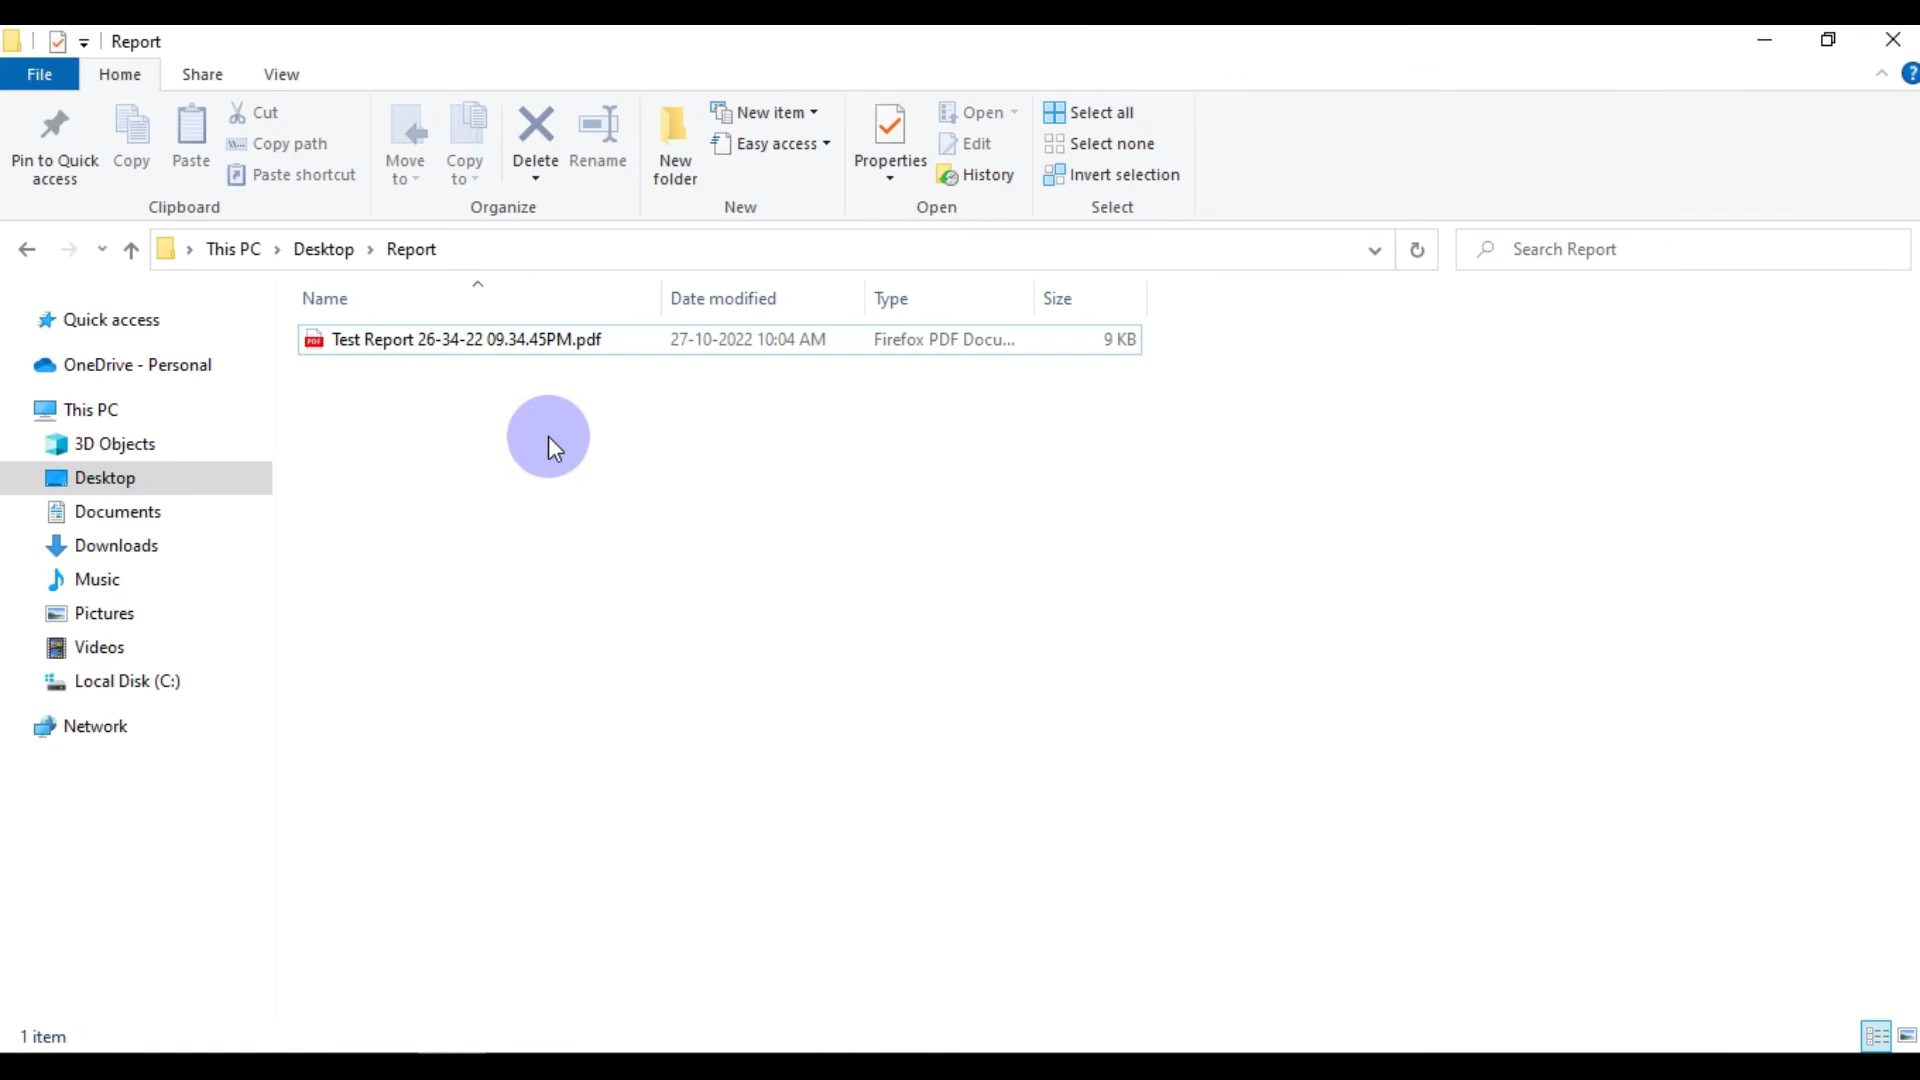 Report
File Home Share View
?
Pin to Quick access
Copy
Paste
Cut
Copy path
Paste shortcut
Clipboard
Move to
Copy to
Delete
Rename
Organize
New folder
New item
Easy access
New
Properties
Open
Edit
History
Open
Select all
Select none
Invert selection
Select
This PC › Desktop › Report
Search Report
Name Date modified Type Size
PDF Test Report 26-34-22 09.34.45PM.pdf 27-10-2022 10:04 AM Firefox PDF Docu... 9 KB
Quick access
OneDrive - Personal
This PC
3D Objects
Desktop
Documents
Downloads
Music
Pictures
Videos
Local Disk (C:)
Network
1 item